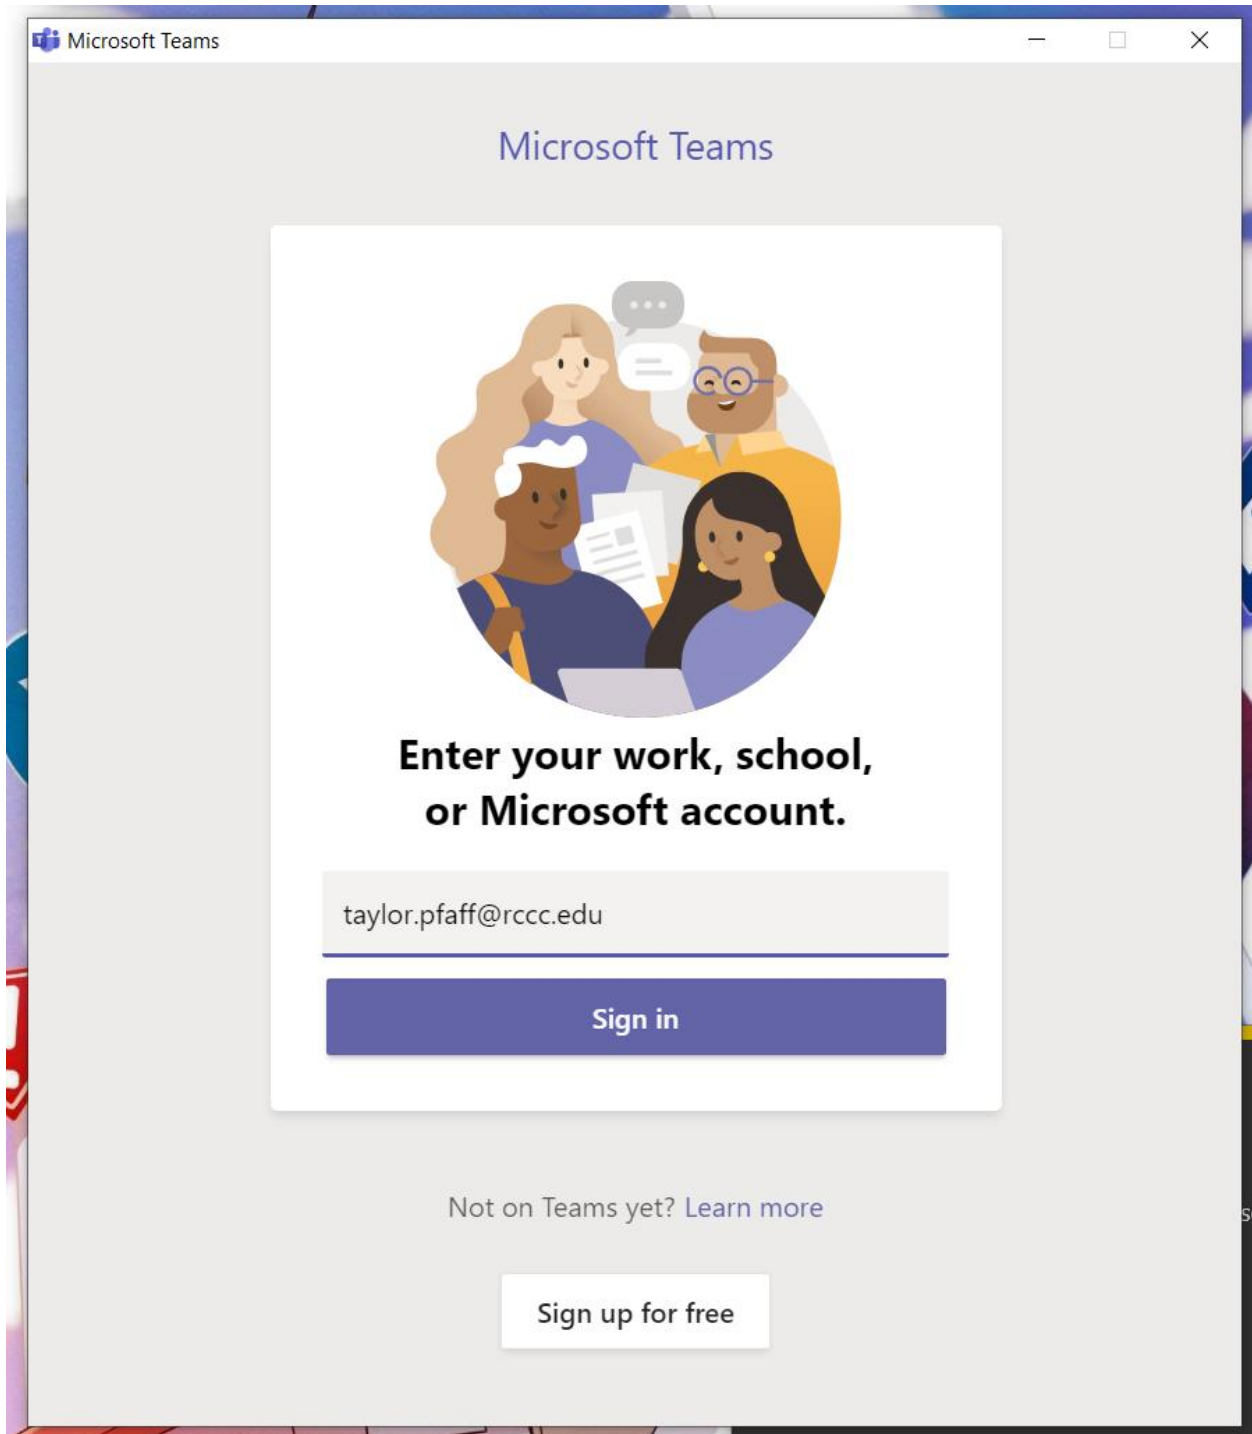 Microsoft Teams
Microsoft Teams
Enter your work, school,
or Microsoft account.
taylor.pfaff@rccc.edu
Sign in
Not on Teams yet? Learn more
Sign up for free